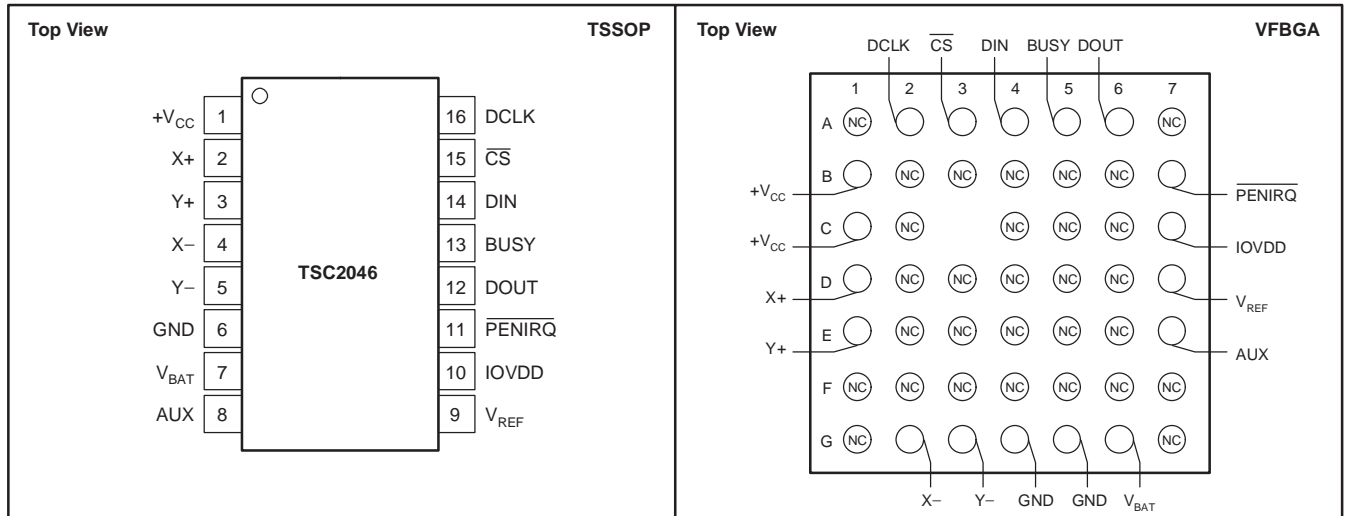 Top View TSSOP
+VCC 1 16 DCLK
X+ 2 15 CS
Y+ 3 14 DIN
X– 4 13 BUSY
TSC2046
Y– 5 12 DOUT
GND 6 11 PENIRQ
VBAT 7 10 IOVDD
AUX 8 9 VREF
Top View VFBGA
DCLK CS DIN BUSY DOUT
1 2 3 4 5 6 7
A NC NC
B NC NC NC NC NC
+VCC PENIRQ
C NC NC NC NC
+VCC IOVDD
D NC NC NC NC NC
X+ VREF
E NC NC NC NC NC
Y+ AUX
F NC NC NC NC NC NC NC
G NC NC
X– Y– GND GND VBAT